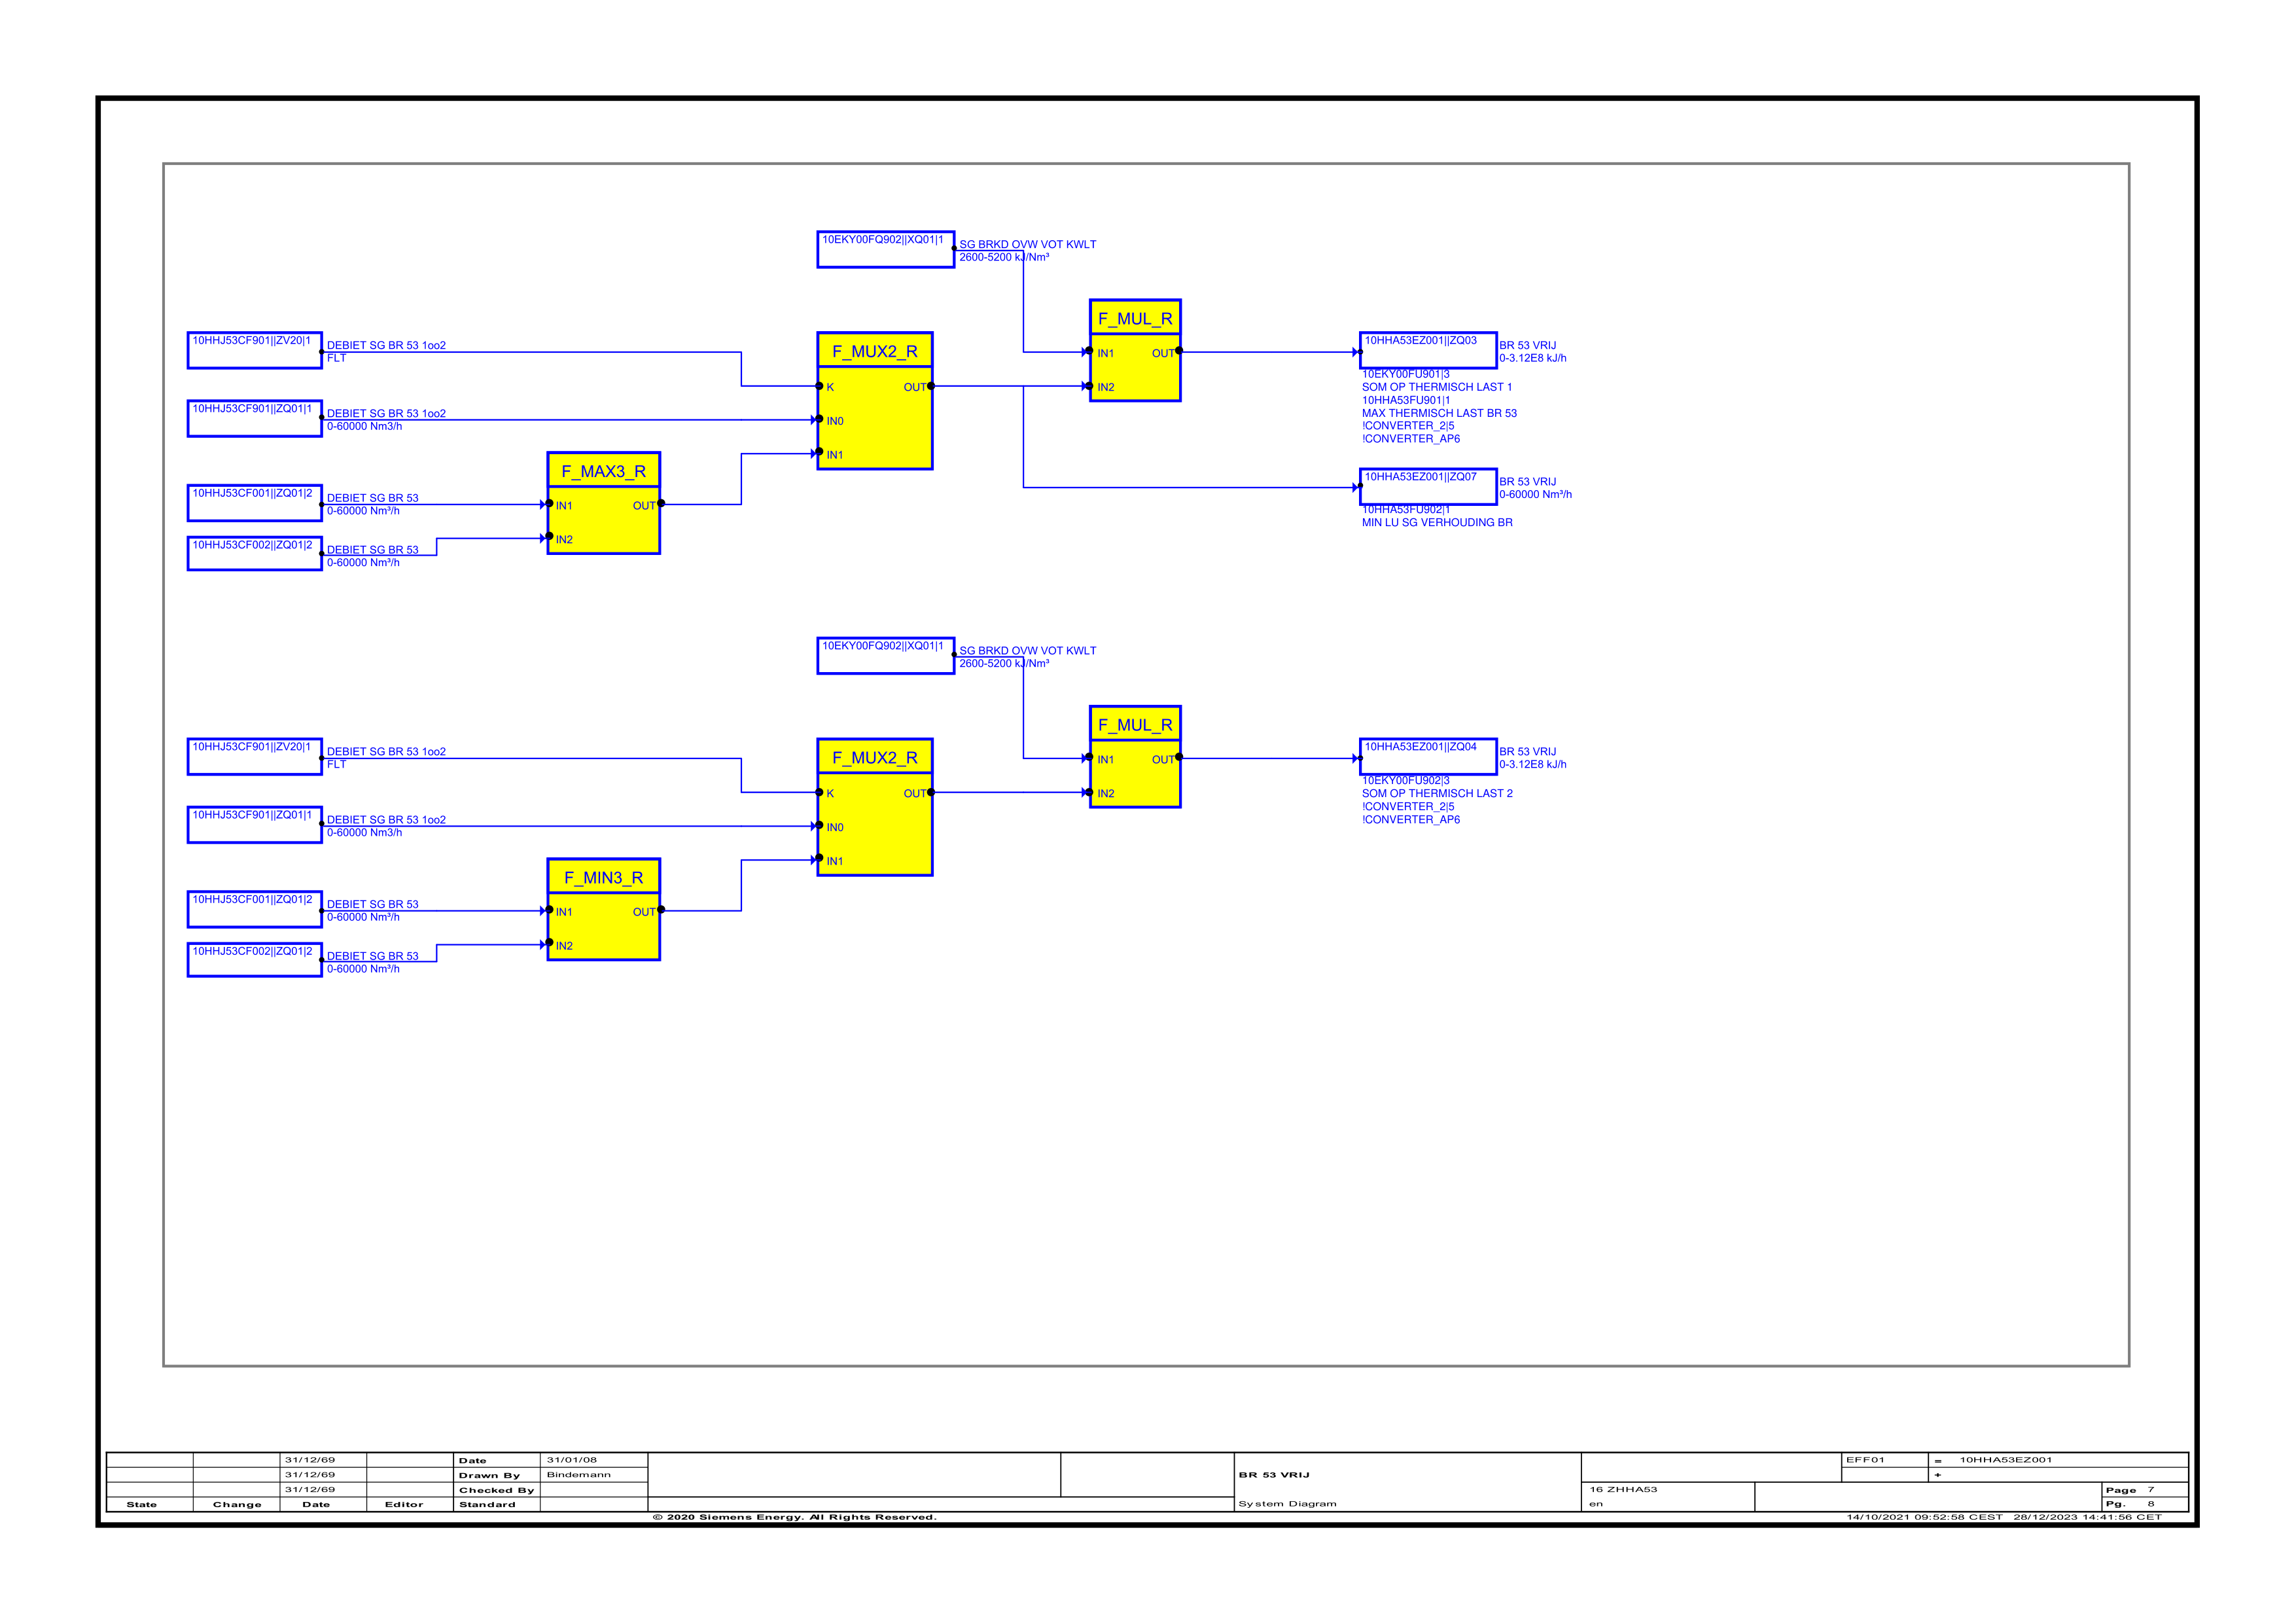 10EKY00FQ902||XQ01|1
SG BRKD OVW VOT KWLT
2600-5200 kJ/Nm³
F_MUL_R
IN1
OUT
IN2
10HHJ53CF901||ZV20|1
DEBIET SG BR 53 1oo2
FLT
F_MUX2_R
K
OUT
IN0
IN1
10HHA53EZ001||ZQ03
BR 53 VRIJ
0-3.12E8 kJ/h
10EKY00FU901|3
SOM OP THERMISCH LAST 1
10HHA53FU901|1
MAX THERMISCH LAST BR 53
!CONVERTER_2|5
!CONVERTER_AP6
10HHJ53CF901||ZQ01|1
DEBIET SG BR 53 1oo2
0-60000 Nm3/h
F_MAX3_R
IN1
OUT
IN2
10HHJ53CF001||ZQ01|2
DEBIET SG BR 53
0-60000 Nm³/h
10HHJ53CF002||ZQ01|2
DEBIET SG BR 53
0-60000 Nm³/h
10HHA53EZ001||ZQ07
BR 53 VRIJ
0-60000 Nm³/h
10HHA53FU902|1
MIN LU SG VERHOUDING BR
10EKY00FQ902||XQ01|1
SG BRKD OVW VOT KWLT
2600-5200 kJ/Nm³
F_MUL_R
IN1
OUT
IN2
10HHJ53CF901||ZV20|1
DEBIET SG BR 53 1oo2
FLT
F_MUX2_R
K
OUT
IN0
IN1
10HHA53EZ001||ZQ04
BR 53 VRIJ
0-3.12E8 kJ/h
10EKY00FU902|3
SOM OP THERMISCH LAST 2
!CONVERTER_2|5
!CONVERTER_AP6
10HHJ53CF901||ZQ01|1
DEBIET SG BR 53 1oo2
0-60000 Nm3/h
F_MIN3_R
IN1
OUT
IN2
10HHJ53CF001||ZQ01|2
DEBIET SG BR 53
0-60000 Nm³/h
10HHJ53CF002||ZQ01|2
DEBIET SG BR 53
0-60000 Nm³/h
31/12/69 Date 31/01/08
31/12/69 Drawn By Bindemann
31/12/69 Checked By
State Change Date Editor Standard
BR 53 VRIJ
System Diagram
16 ZHHA53
en
EFF01 = 10HHA53EZ001
+
Page 7
Pg. 8
© 2020 Siemens Energy. All Rights Reserved.
14/10/2021 09:52:58 CEST 28/12/2023 14:41:56 CET